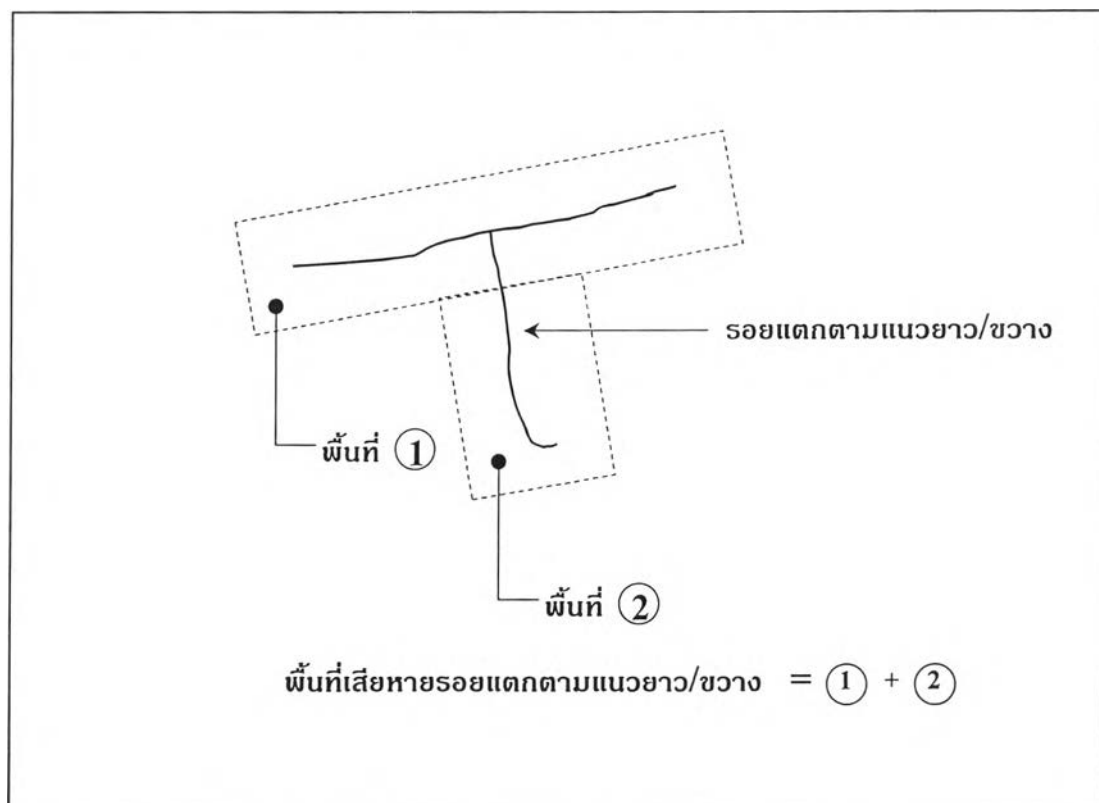 รอยแตกตามแนวยาว/ขวาง
พื้นที่ ①
พื้นที่ ②
พื้นที่เสียหายรอยแตกตามแนวยาว/ขวาง = ① + ②